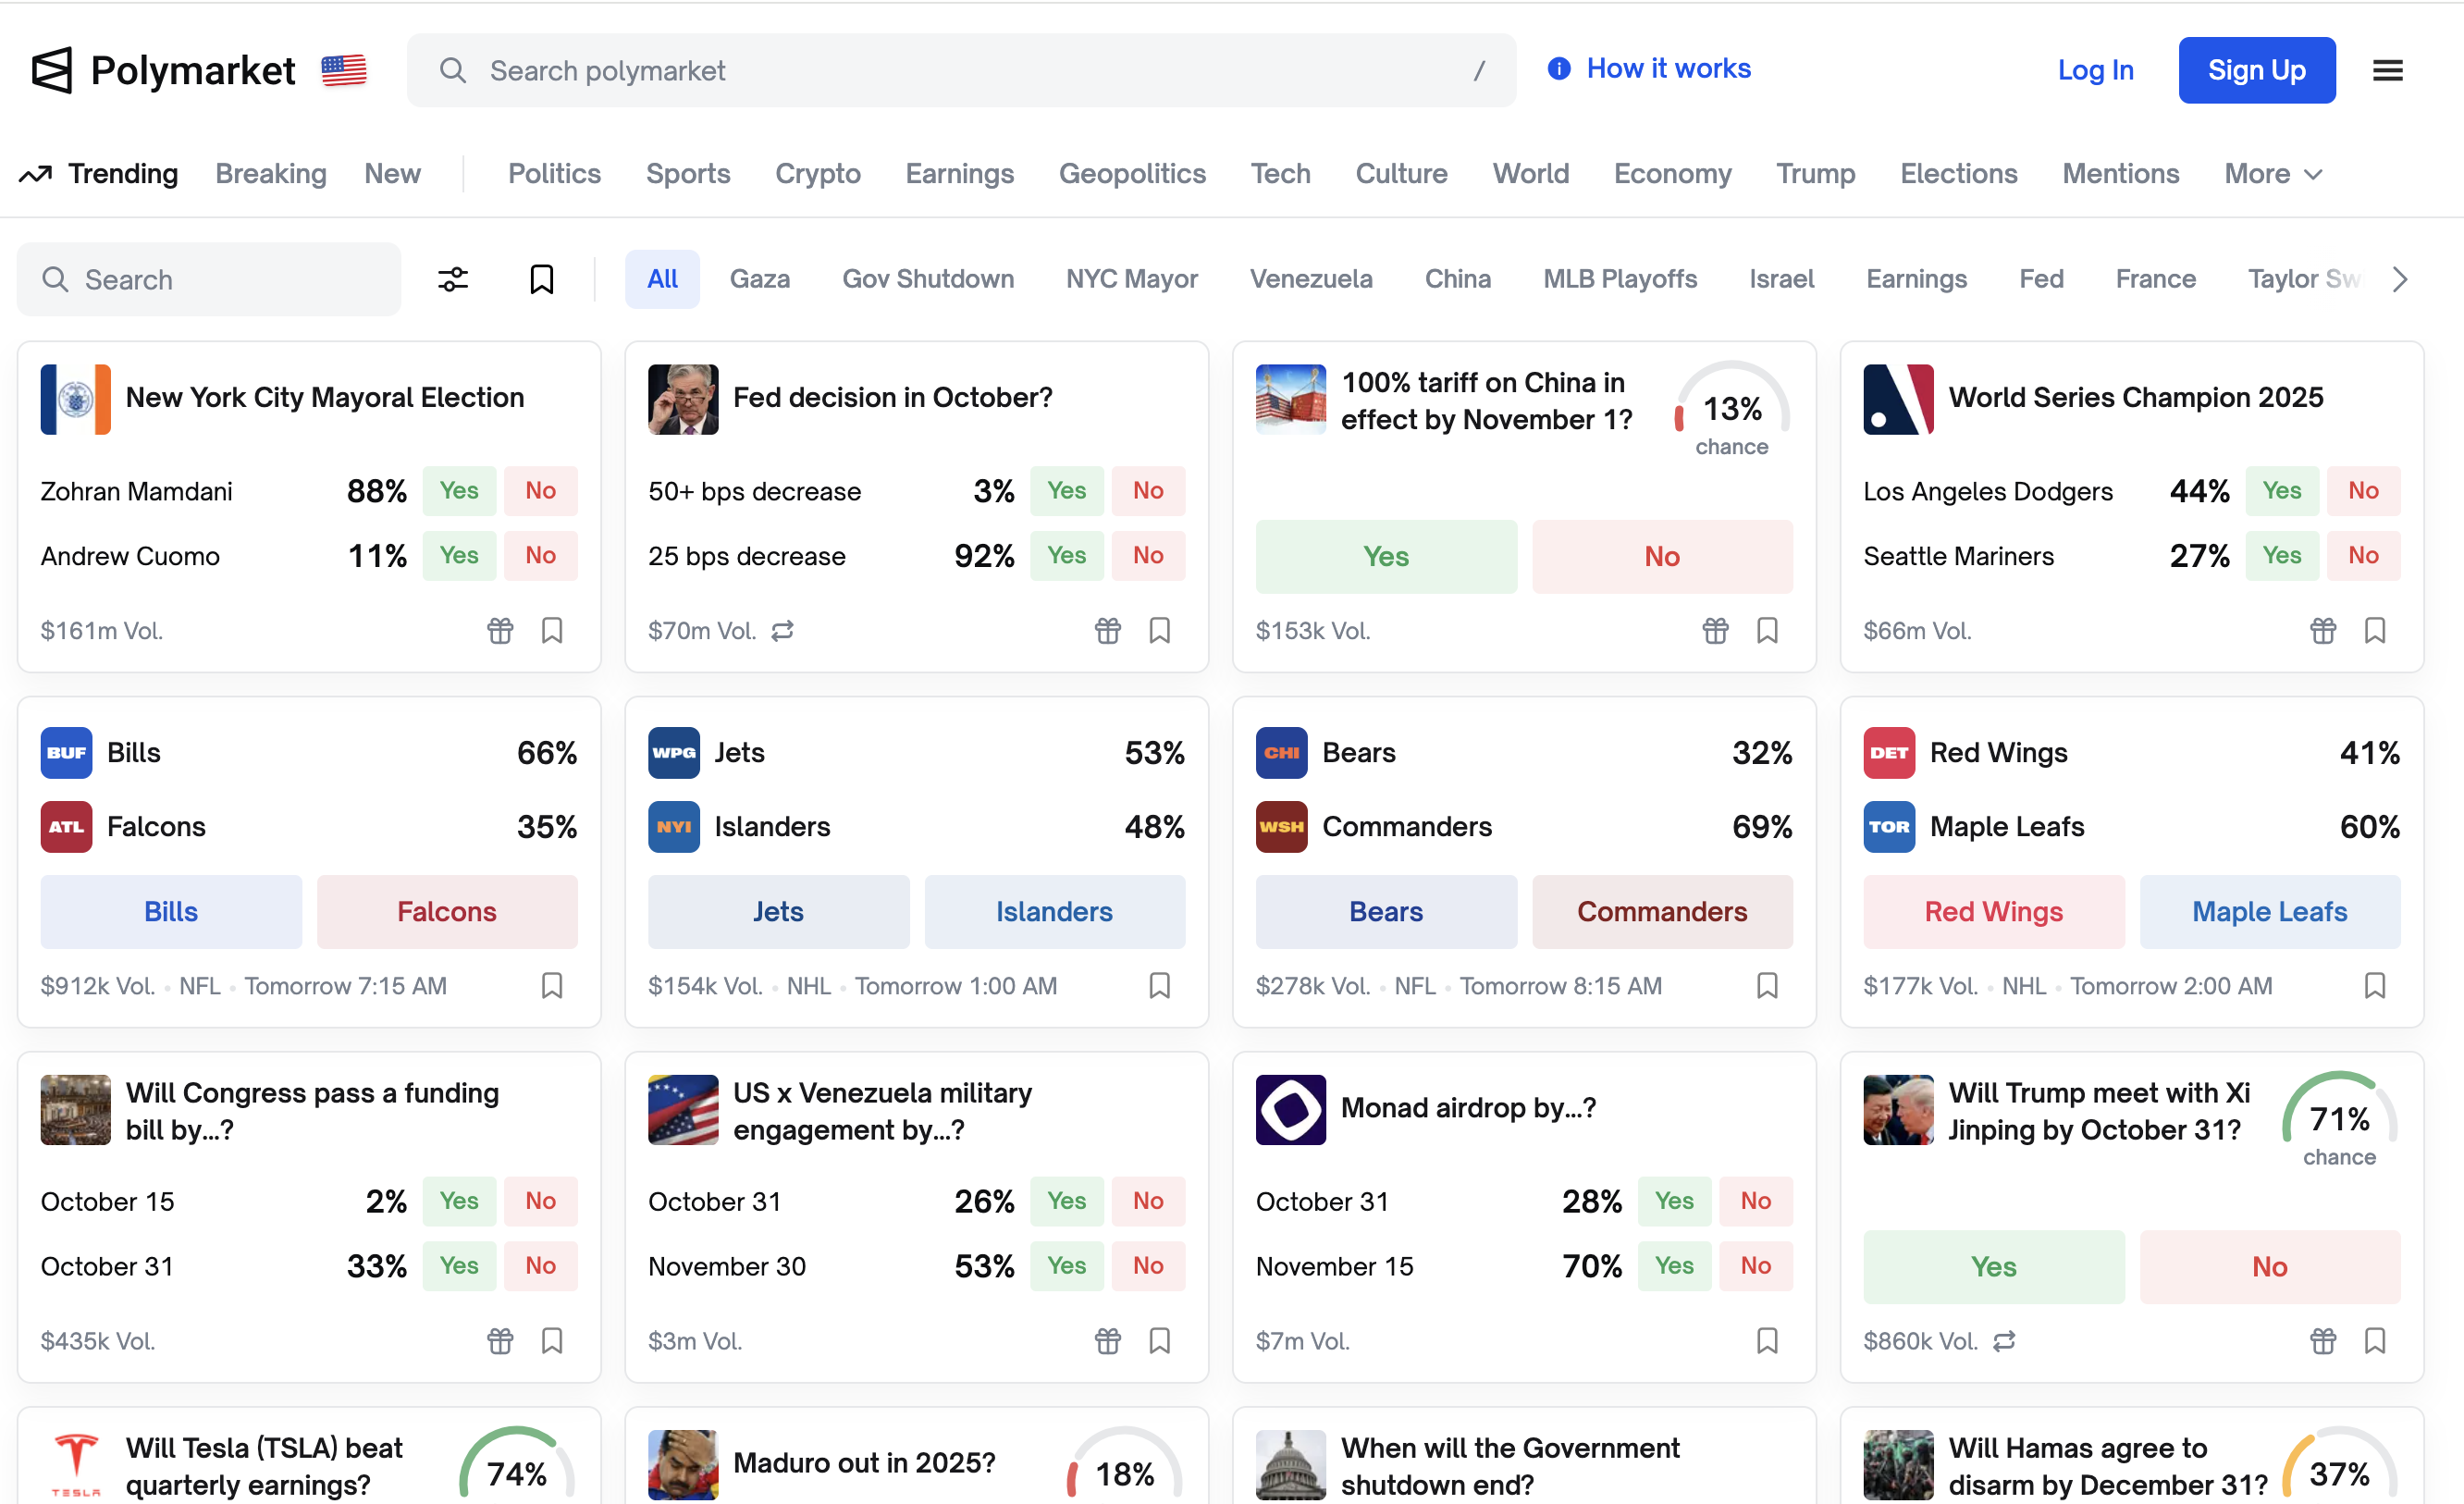 Polymarket
Search polymarket /
How it works
Log In
Sign Up
Trending Breaking New Politics Sports Crypto Earnings Geopolitics Tech Culture World Economy Trump Elections Mentions More
Search
All Gaza Gov Shutdown NYC Mayor Venezuela China MLB Playoffs Israel Earnings Fed France Taylor Sw
New York City Mayoral Election
Zohran Mamdani 88% Yes No
Andrew Cuomo 11% Yes No
$161m Vol.
Fed decision in October?
50+ bps decrease 3% Yes No
25 bps decrease 92% Yes No
$70m Vol.
100% tariff on China in
effect by November 1?
13%
chance
Yes No
$153k Vol.
World Series Champion 2025
Los Angeles Dodgers 44% Yes No
Seattle Mariners 27% Yes No
$66m Vol.
BUF Bills 66%
ATL Falcons 35%
Bills Falcons
$912k Vol. • NFL • Tomorrow 7:15 AM
WPG Jets 53%
NYI Islanders 48%
Jets Islanders
$154k Vol. • NHL • Tomorrow 1:00 AM
CHI Bears 32%
WSH Commanders 69%
Bears Commanders
$278k Vol. • NFL • Tomorrow 8:15 AM
DET Red Wings 41%
TOR Maple Leafs 60%
Red Wings Maple Leafs
$177k Vol. • NHL • Tomorrow 2:00 AM
Will Congress pass a funding
bill by...?
October 15 2% Yes No
October 31 33% Yes No
$435k Vol.
US x Venezuela military
engagement by...?
October 31 26% Yes No
November 30 53% Yes No
$3m Vol.
Monad airdrop by...?
October 31 28% Yes No
November 15 70% Yes No
$7m Vol.
Will Trump meet with Xi
Jinping by October 31?
71%
chance
Yes No
$860k Vol.
TESLA
Will Tesla (TSLA) beat
quarterly earnings?
74%
Maduro out in 2025?
18%
When will the Government
shutdown end?
Will Hamas agree to
disarm by December 31?
37%